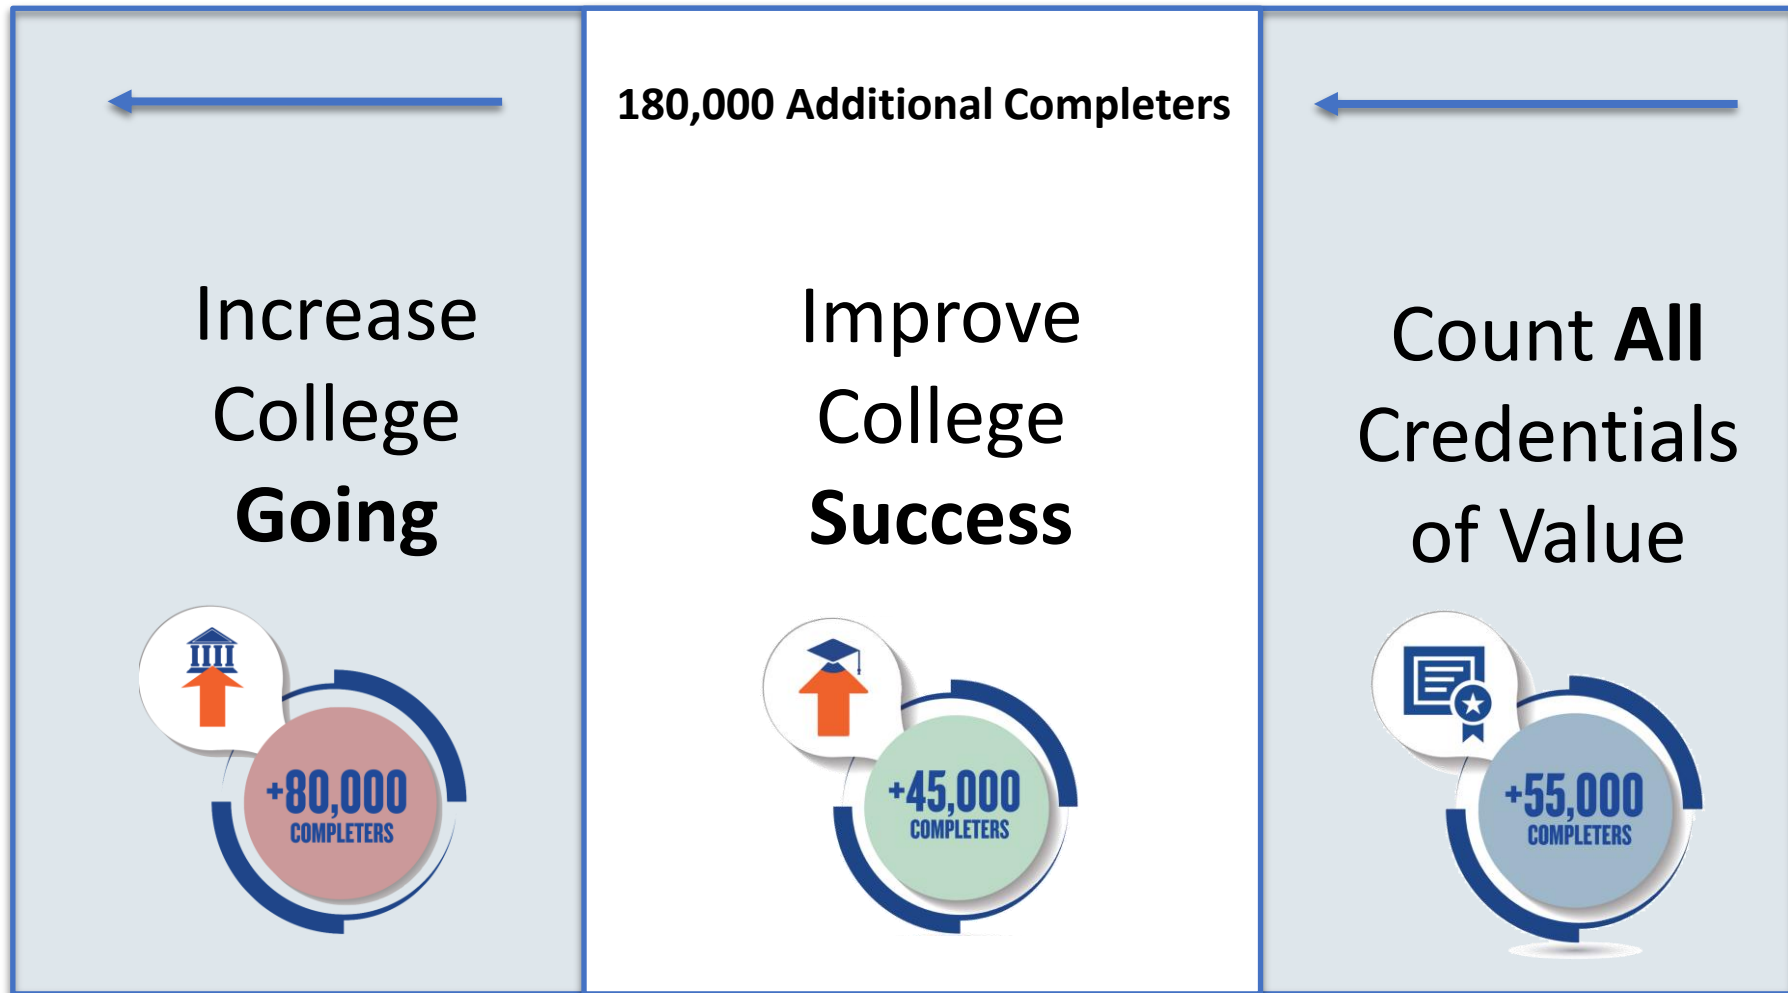 180,000 Additional Completers
Increase
College
Going
+80,000
COMPLETERS
Improve
College
Success
+45,000
COMPLETERS
Count All
Credentials
of Value
+55,000
COMPLETERS